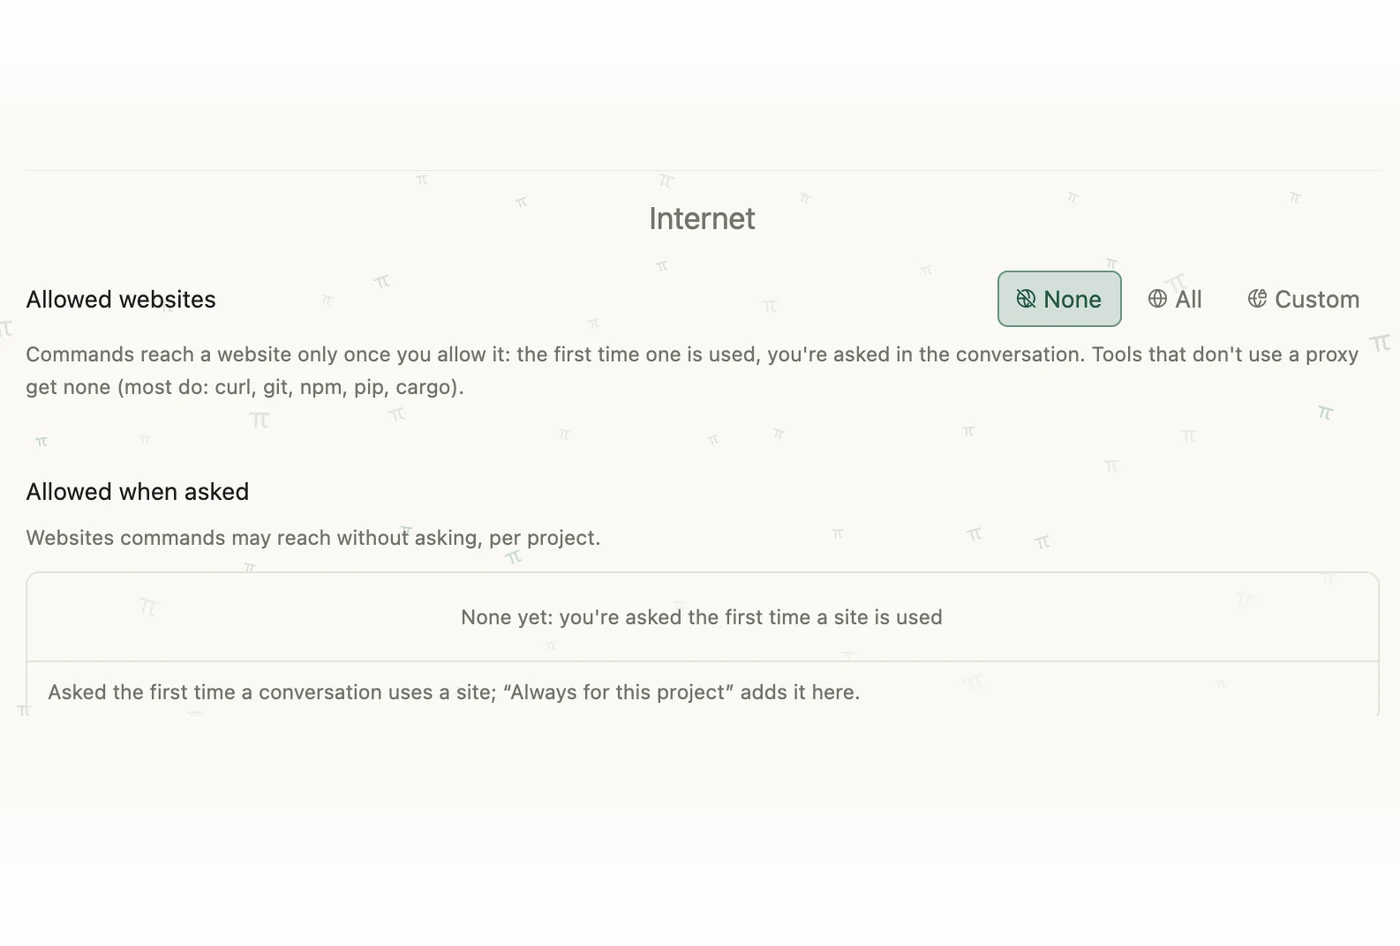 Internet
Allowed websites
None
All
Custom
Commands reach a website only once you allow it: the first time one is used, you're asked in the conversation. Tools that don't use a proxy
get none (most do: curl, git, npm, pip, cargo).
Allowed when asked
Websites commands may reach without asking, per project.
None yet: you're asked the first time a site is used
Asked the first time a conversation uses a site; “Always for this project” adds it here.